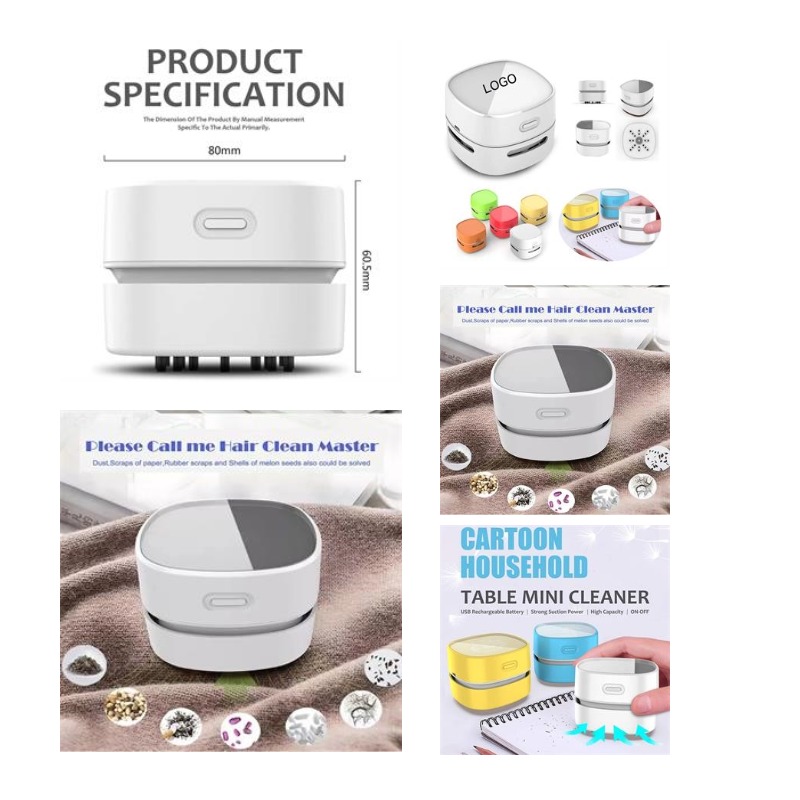 PRODUCT
SPECIFICATION
The Dimension Of The Product By Manual Measurement
Specific To The Actual Primarily.
80mm
60.5mm
LOGO
Please Call me Hair Clean Master
Dust,Scraps of paper,Rubber scraps and Shells of melon seeds also could be solved
Please Call me Hair Clean Master
Dust,Scraps of paper,Rubber scraps and Shells of melon seeds also could be solved
CARTOON
HOUSEHOLD
TABLE MINI CLEANER
USB Rechargeable Battery | Strong Suction Power | High Capacity | ON-OFF